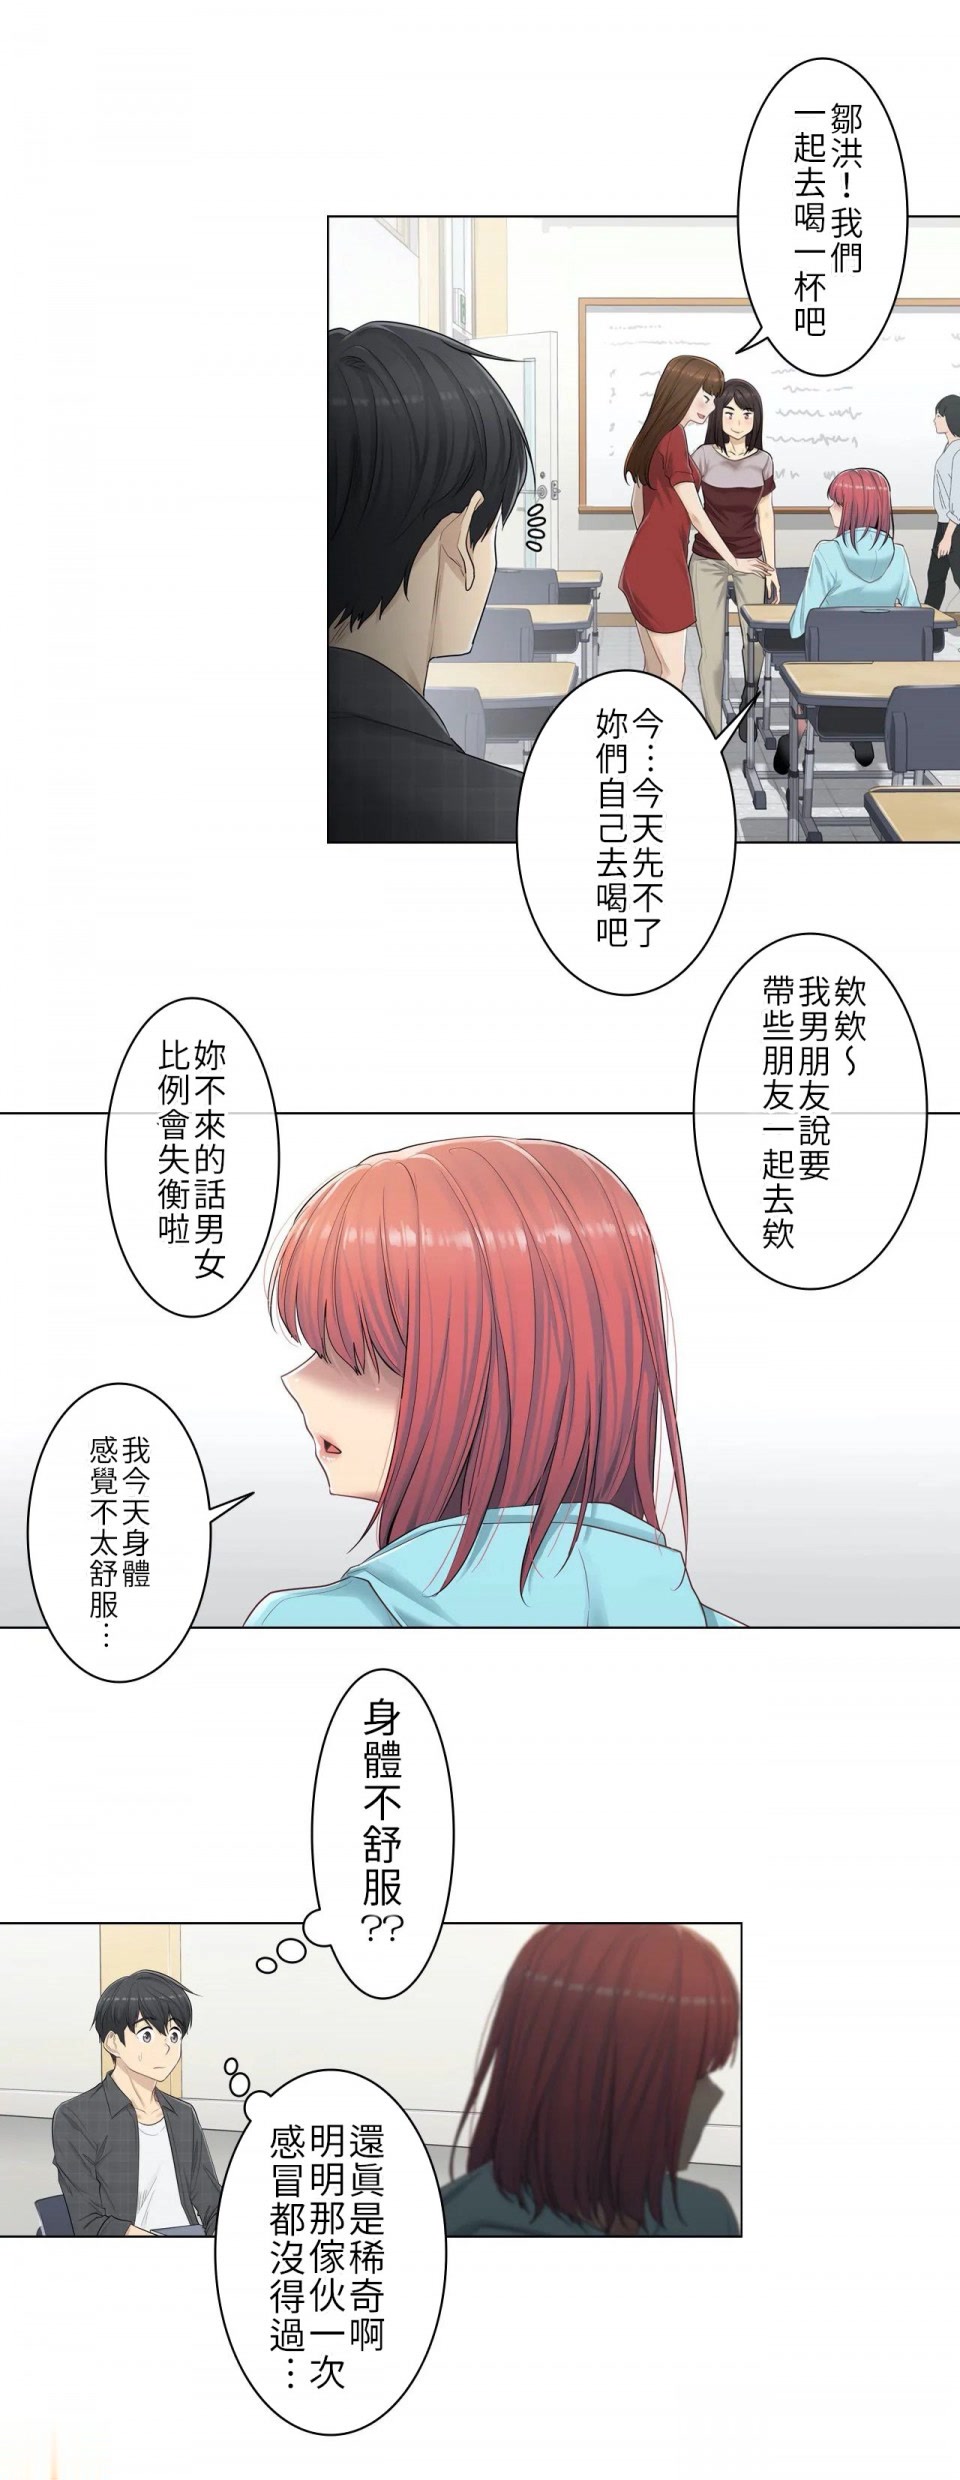 鄒洪！我們
一起去喝一杯吧
今…今天先不了
妳們自己去喝吧
欸欸～
我男朋友說要
帶些朋友一起去欸
妳不來的話男女
比例會失衡啦
我今天身體
感覺不太舒服…
身體不舒服??
還眞是稀奇啊
明明那傢伙一次
感冒都沒得過…